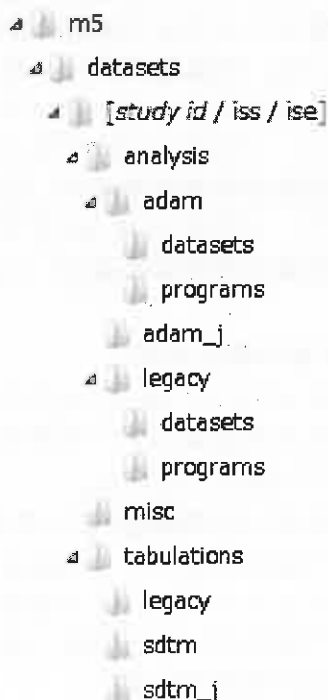 m5
datasets
[study id / iss / ise]
analysis
adam
datasets
programs
adam_j
legacy
datasets
programs
misc
tabulations
legacy
sdtm
sdtm_j